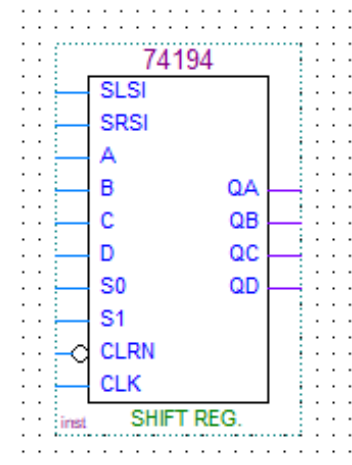 74194
SLSI
SRSI
A
B QA
C QB
D QC
S0 QD
S1
CLRN
CLK
inst SHIFT REG.